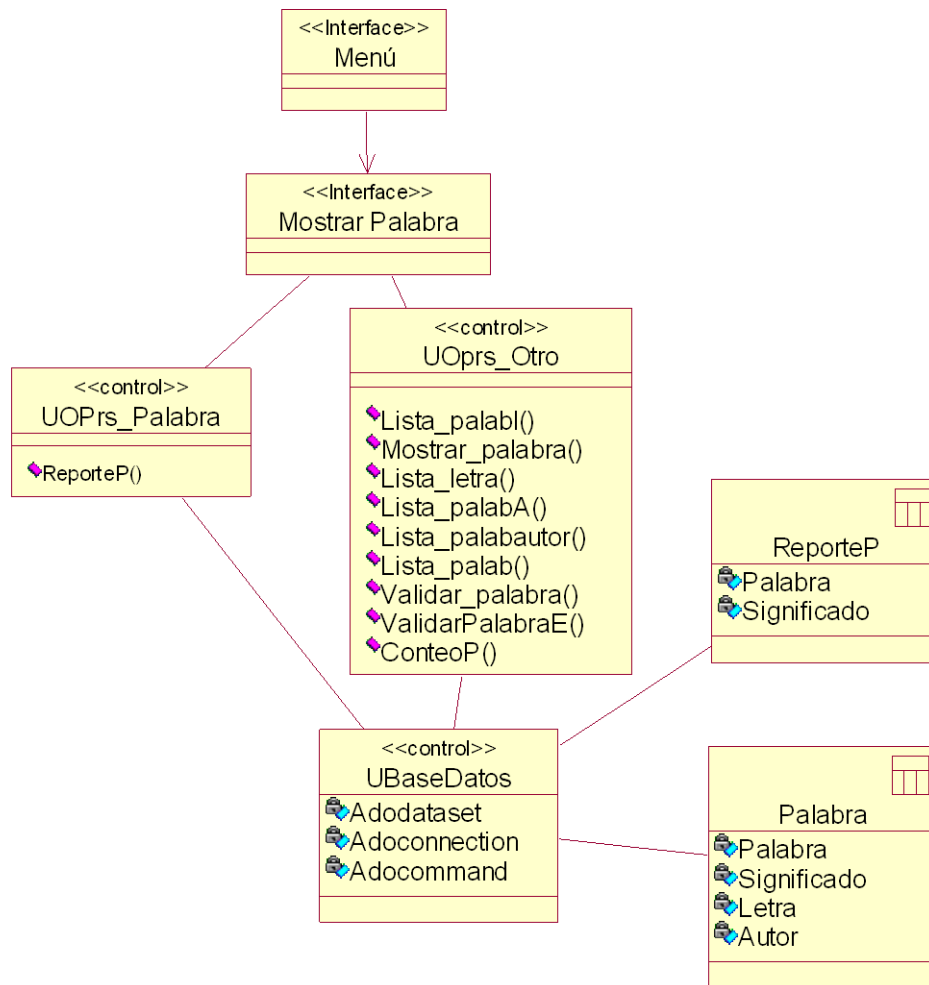 <<Interface>>
Menú
<<Interface>>
Mostrar Palabra
<<control>>
UOprs_Otro
Lista_palabl()
Mostrar_palabra()
Lista_letra()
Lista_palabA()
Lista_palabautor()
Lista_palab()
Validar_palabra()
ValidarPalabraE()
ConteoP()
<<control>>
UOPrs_Palabra
ReporteP()
ReporteP
Palabra
Significado
<<control>>
UBaseDatos
Adodataset
Adoconnection
Adocommand
Palabra
Palabra
Significado
Letra
Autor